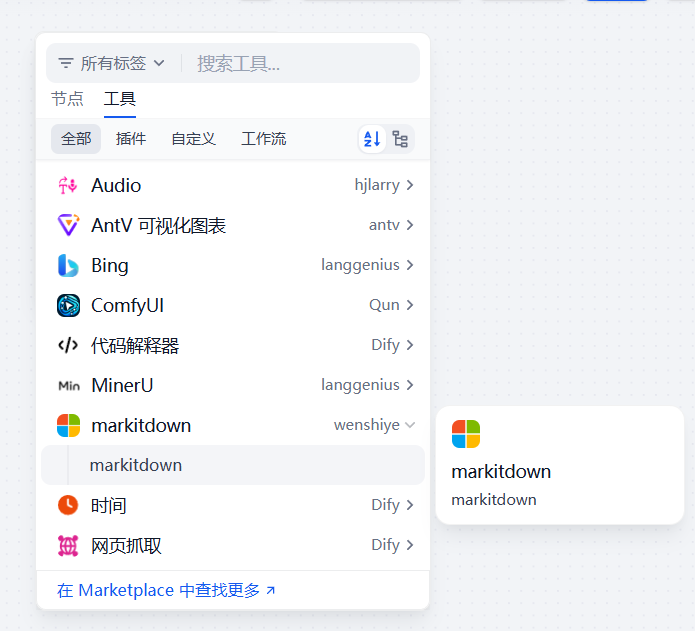 所有标签 搜索工具...
节点 工具
全部 插件 自定义 工作流
Audio hjlarry
AntV 可视化图表 antv
Bing langgenius
ComfyUI Qun
代码解释器 Dify
Min MinerU langgenius
markitdown wenshiye
markitdown
时间 Dify
网页抓取 Dify
在 Marketplace 中查找更多
markitdown
markitdown